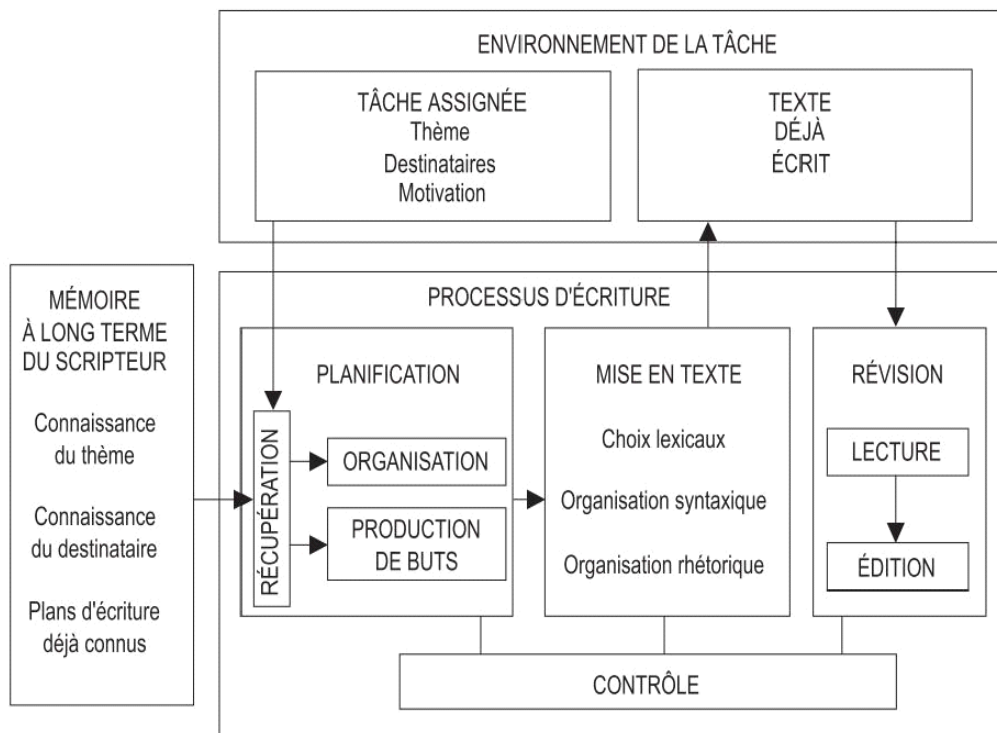 ENVIRONNEMENT DE LA TÂCHE
TÂCHE ASSIGNÉE
Thème
Destinataires
Motivation
TEXTE
DÉJÀ
ÉCRIT
MÉMOIRE
À LONG TERME
DU SCRIPTEUR
Connaissance
du thème
Connaissance
du destinataire
Plans d'écriture
déjà connus
PROCESSUS D'ÉCRITURE
PLANIFICATION
RÉCUPÉRATION
ORGANISATION
PRODUCTION
DE BUTS
MISE EN TEXTE
Choix lexicaux
Organisation syntaxique
Organisation rhétorique
RÉVISION
LECTURE
ÉDITION
CONTRÔLE